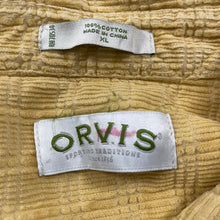 100% COTTON
MADE IN CHINA
XL
ORVIS
SPORTING TRADITIONS